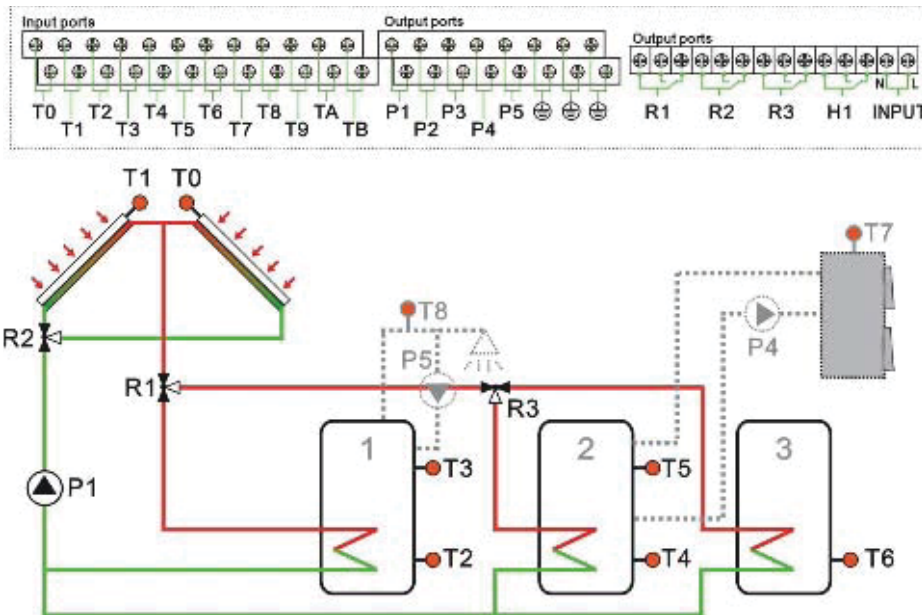 Input ports
Output ports
Output ports
T0 T2 T4 T6 T8 TA P1 P3 P5
T1 T3 T5 T7 T9 TB P2 P4
R1 R2 R3 H1 N INPUT
T1 T0
T7
T8
R2
P5
P4
R1
R3
1 2 3
T3 T5
P1
T2 T4 T6